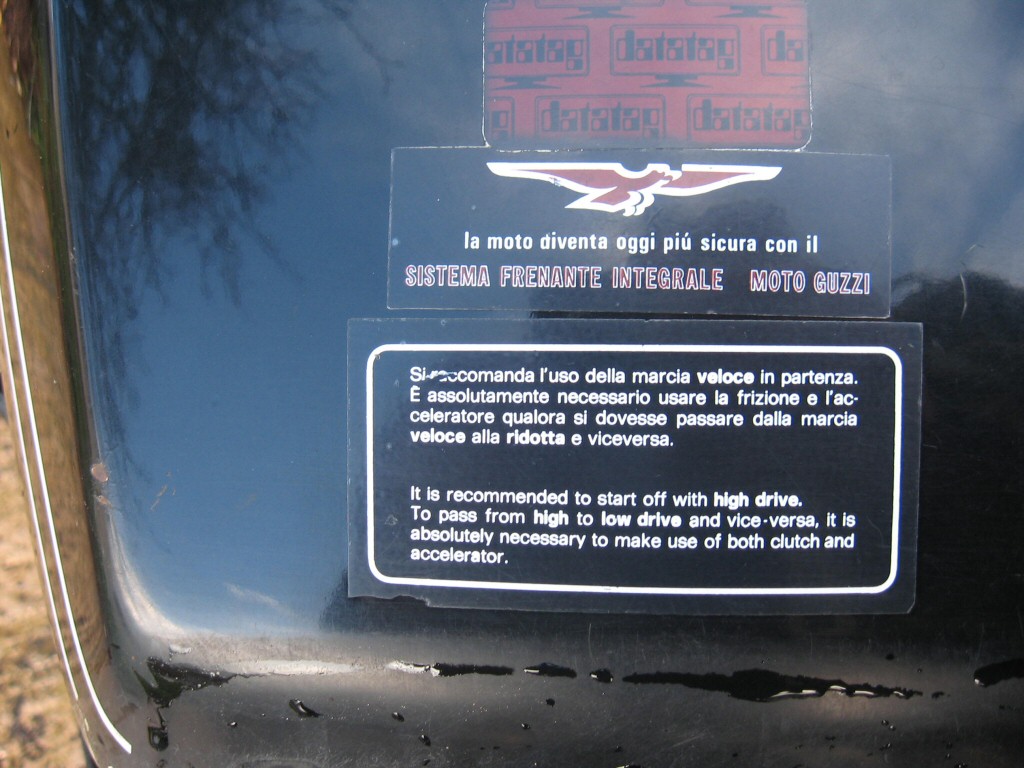 datatag datatag da
datatag datatag
la moto diventa oggi piú sicura con il
SISTEMA FRENANTE INTEGRALE MOTO GUZZI
Si raccomanda l'uso della marcia veloce in partenza.
È assolutamente necessario usare la frizione e l'ac-
celeratore qualora si dovesse passare dalla marcia
veloce alla ridotta e viceversa.
It is recommended to start off with high drive.
To pass from high to low drive and vice-versa, it is
absolutely necessary to make use of both clutch and
accelerator.